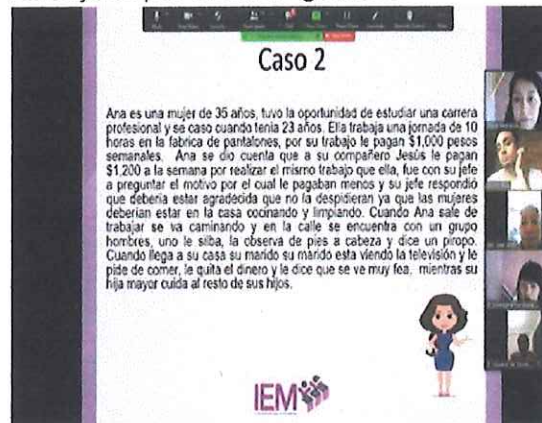 Caso 2
Ana es una mujer de 35 años, tuvo la oportunidad de estudiar una carrera
profesional y se caso cuando tenía 23 años. Ella trabaja una jornada de 10
horas en la fabrica de pantalones, por su trabajo le pagan $1,000 pesos
semanales. Ana se dio cuenta que a su compañero Jesús le pagan
$1,200 a la semana por realizar el mismo trabajo que ella, fue con su jefe
a preguntar el motivo por el cual le pagaban menos y su jefe respondió
que debería estar agradecida que no la despidieran ya que las mujeres
deberían estar en la casa cocinando y limpiando. Cuando Ana sale de
trabajar se va caminando y en la calle se encuentra con un grupo
hombres, uno le silba, la observa de pies a cabeza y dice un piropo.
Cuando llega a su casa su marido su márido esta viendo la televisión y le
pide de comer, le quita el dinero y le dice que se ve muy fea, mientras su
hija mayor cuida al resto de sus hijos.
IEM